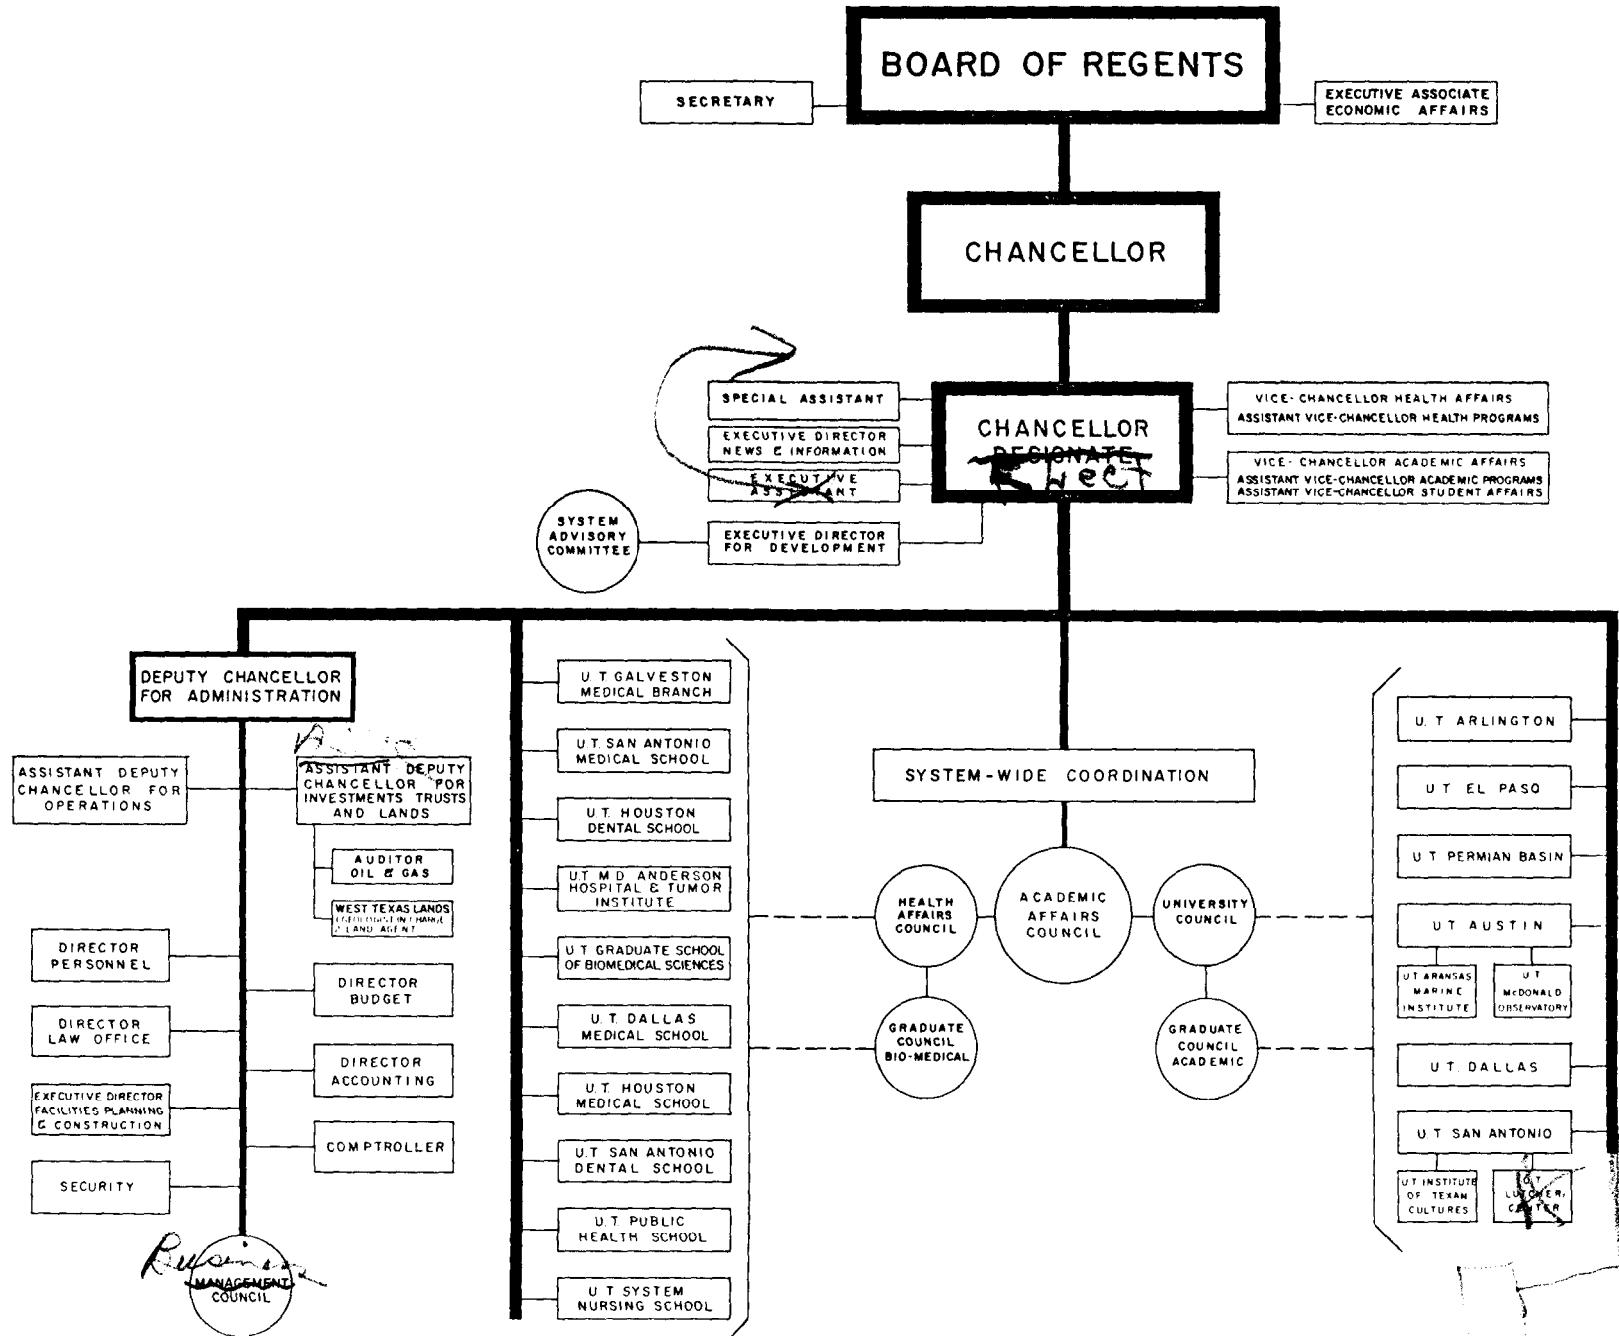 BOARD OF REGENTS
SECRETARY
EXECUTIVE ASSOCIATE
ECONOMIC AFFAIRS
CHANCELLOR
SPECIAL ASSISTANT
EXECUTIVE DIRECTOR
NEWS & INFORMATION
EXECUTIVE
ASSISTANT
EXECUTIVE DIRECTOR
FOR DEVELOPMENT
SYSTEM
ADVISORY
COMMITTEE
CHANCELLOR
DESIGNATE
Elect
VICE-CHANCELLOR HEALTH AFFAIRS
ASSISTANT VICE-CHANCELLOR HEALTH PROGRAMS
VICE-CHANCELLOR ACADEMIC AFFAIRS
ASSISTANT VICE-CHANCELLOR ACADEMIC PROGRAMS
ASSISTANT VICE-CHANCELLOR STUDENT AFFAIRS
DEPUTY CHANCELLOR
FOR ADMINISTRATION
ASSISTANT DEPUTY
CHANCELLOR FOR
OPERATIONS
ASSISTANT DEPUTY
CHANCELLOR FOR
INVESTMENTS TRUSTS
AND LANDS
AUDITOR
OIL & GAS
WEST TEXAS LANDS
GEOLOGIST IN CHARGE
& LAND AGENT
DIRECTOR
PERSONNEL
DIRECTOR
BUDGET
DIRECTOR
LAW OFFICE
DIRECTOR
ACCOUNTING
EXECUTIVE DIRECTOR
FACILITIES PLANNING
& CONSTRUCTION
COMPTROLLER
SECURITY
Business
MANAGEMENT
COUNCIL
U.T. GALVESTON
MEDICAL BRANCH
U.T. SAN ANTONIO
MEDICAL SCHOOL
U.T. HOUSTON
DENTAL SCHOOL
U.T. M.D. ANDERSON
HOSPITAL & TUMOR
INSTITUTE
U.T. GRADUATE SCHOOL
OF BIOMEDICAL SCIENCES
U.T. DALLAS
MEDICAL SCHOOL
U.T. HOUSTON
MEDICAL SCHOOL
U.T. SAN ANTONIO
DENTAL SCHOOL
U.T. PUBLIC
HEALTH SCHOOL
U T SYSTEM
NURSING SCHOOL
SYSTEM-WIDE COORDINATION
HEALTH
AFFAIRS
COUNCIL
ACADEMIC
AFFAIRS
COUNCIL
UNIVERSITY
COUNCIL
GRADUATE
COUNCIL
BIO-MEDICAL
GRADUATE
COUNCIL
ACADEMIC
U.T. ARLINGTON
U.T. EL PASO
U.T. PERMIAN BASIN
U.T. AUSTIN
U.T. ARANSAS
MARINE
INSTITUTE
U.T.
McDONALD
OBSERVATORY
U.T. DALLAS
U.T. SAN ANTONIO
U.T. INSTITUTE
OF TEXAN
CULTURES
U.T.
LUTCHER
CENTER